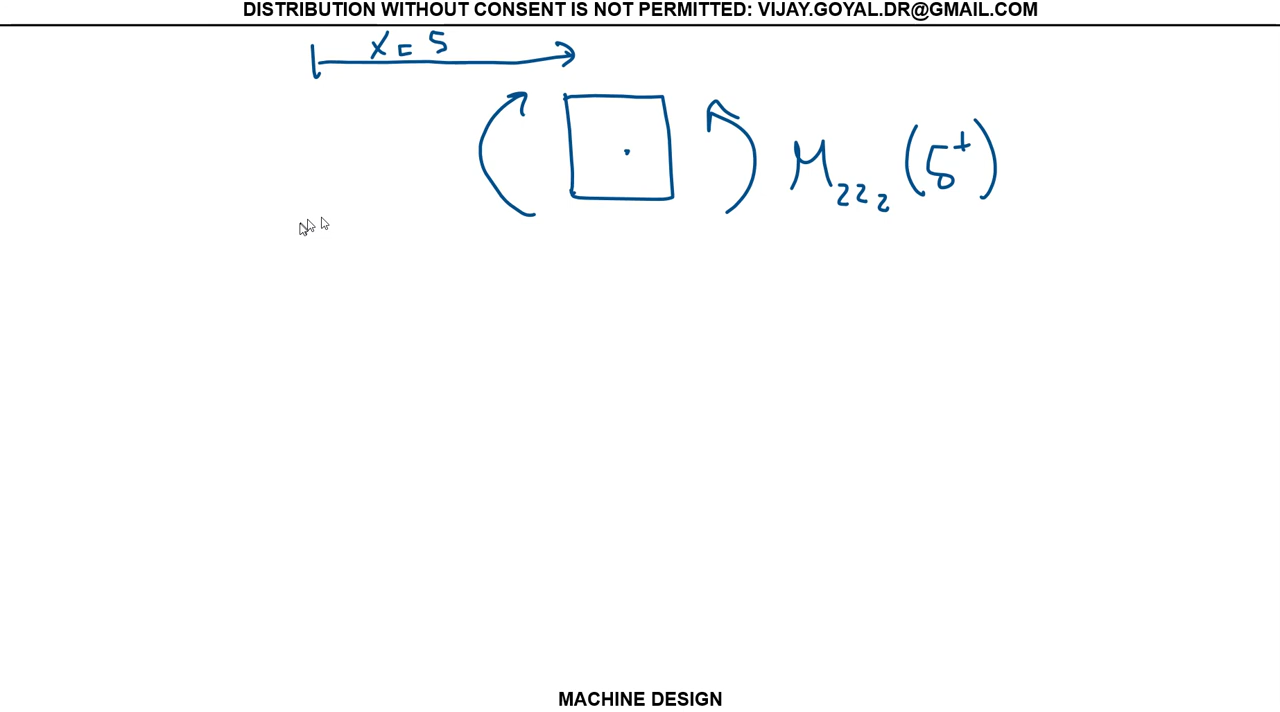 DISTRIBUTION WITHOUT CONSENT IS NOT PERMITTED: VIJAY.GOYAL.DR@GMAIL.COM
x = 5
M₂₂₂ (5⁺)
MACHINE DESIGN